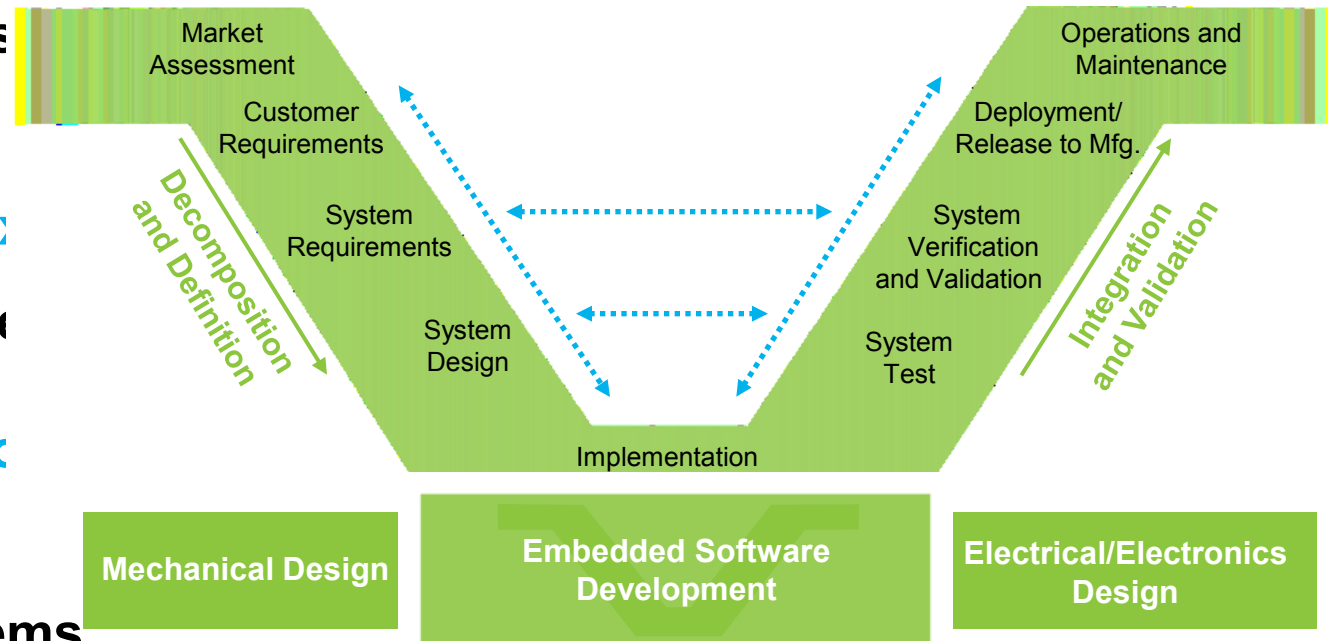 Market
Assessment
Customer
Requirements
System
Requirements
System
Design
Implementation
System
Test
System
Verification
and Validation
Deployment/
Release to Mfg.
Operations and
Maintenance
Decomposition
and Definition
Integration
and Validation
Mechanical Design
Embedded Software
Development
Electrical/Electronics
Design
ems